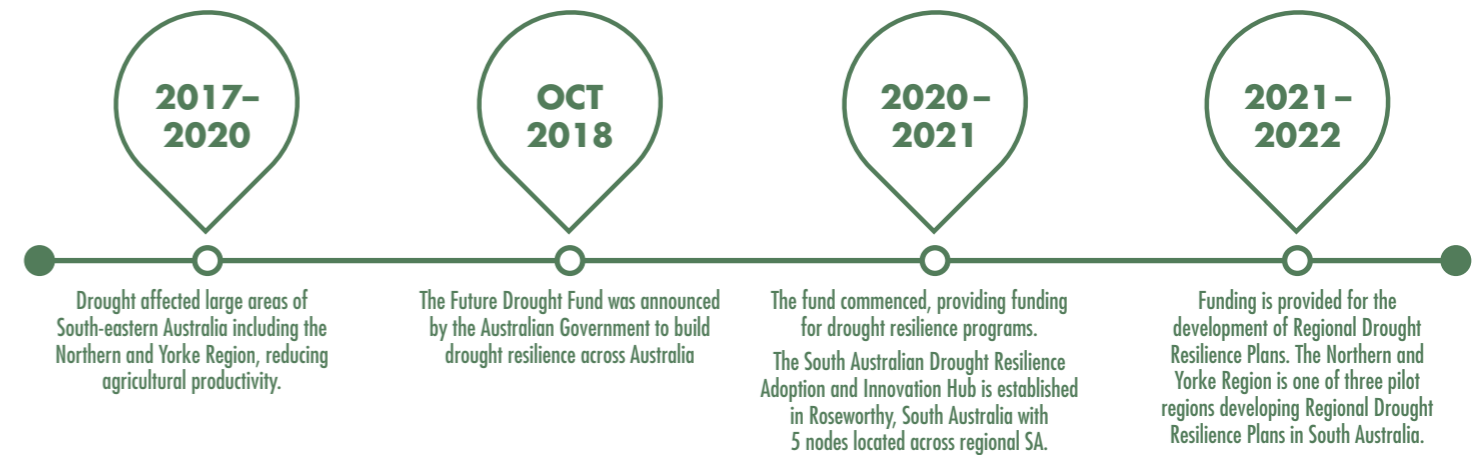 2017–
2020
Drought affected large areas of
South-eastern Australia including the
Northern and Yorke Region, reducing
agricultural productivity.
OCT
2018
The Future Drought Fund was announced
by the Australian Government to build
drought resilience across Australia
2020–
2021
The fund commenced, providing funding
for drought resilience programs.
The South Australian Drought Resilience
Adoption and Innovation Hub is established
in Roseworthy, South Australia with
5 nodes located across regional SA.
2021–
2022
Funding is provided for the
development of Regional Drought
Resilience Plans. The Northern and
Yorke Region is one of three pilot
regions developing Regional Drought
Resilience Plans in South Australia.